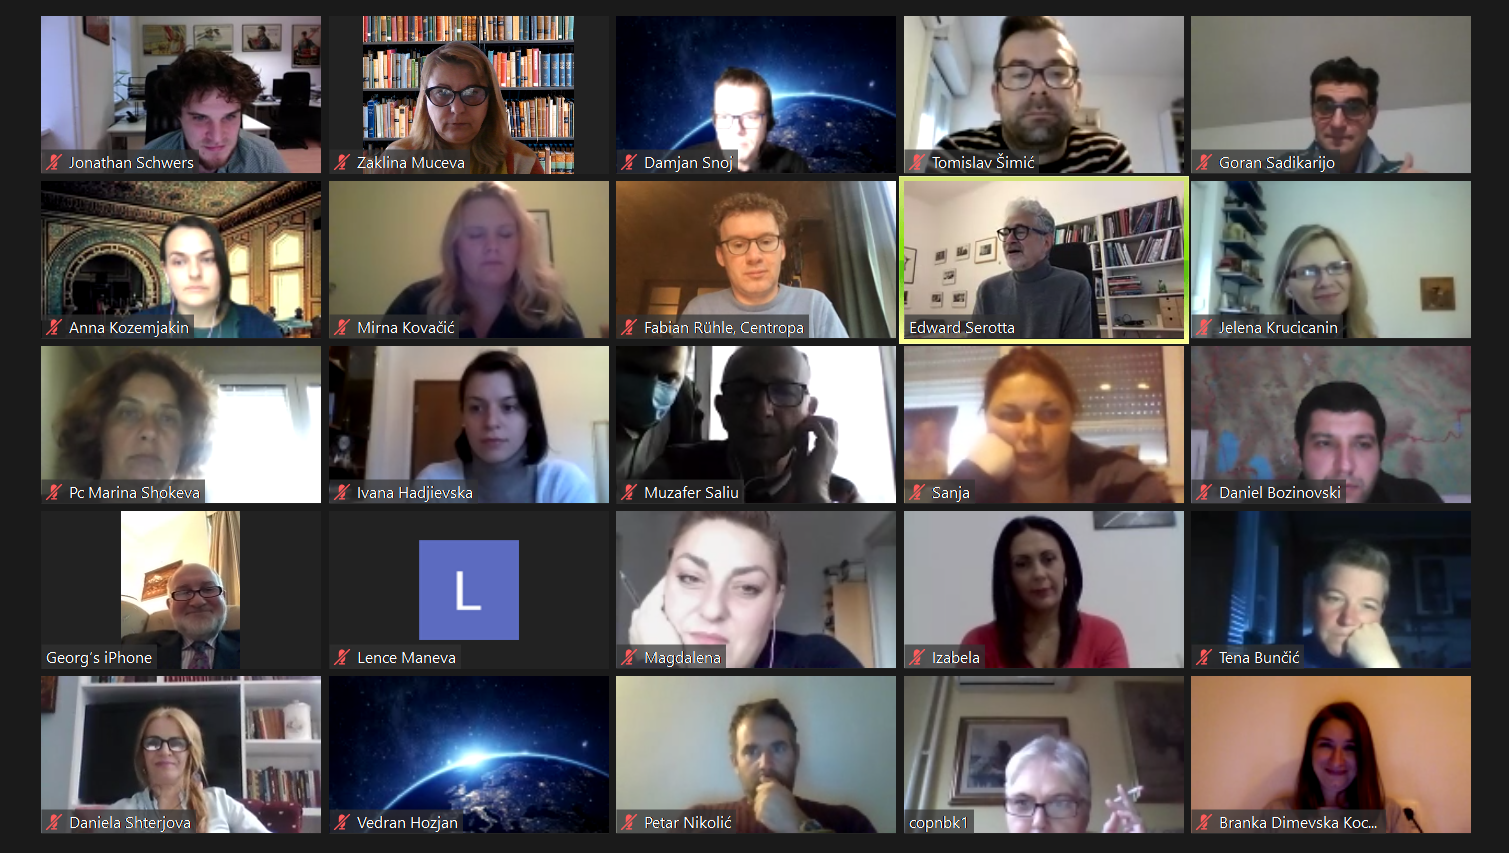 Jonathan Schwers
Zaklina Muceva
Damjan Snoj
Tomislav Šimić
Goran Sadikarijo
Anna Kozemjakin
Mirna Kovačić
Fabian Rühle, Centropa
Edward Serotta
Jelena Krucicanin
Pc Marina Shokeva
Ivana Hadjievska
Muzafer Saliu
Sanja
Daniel Bozinovski
Georg's iPhone
L
Lence Maneva
Magdalena
Izabela
Tena Bunčić
Daniela Shterjova
Vedran Hozjan
Petar Nikolić
copnbk1
Branka Dimevska Koc...